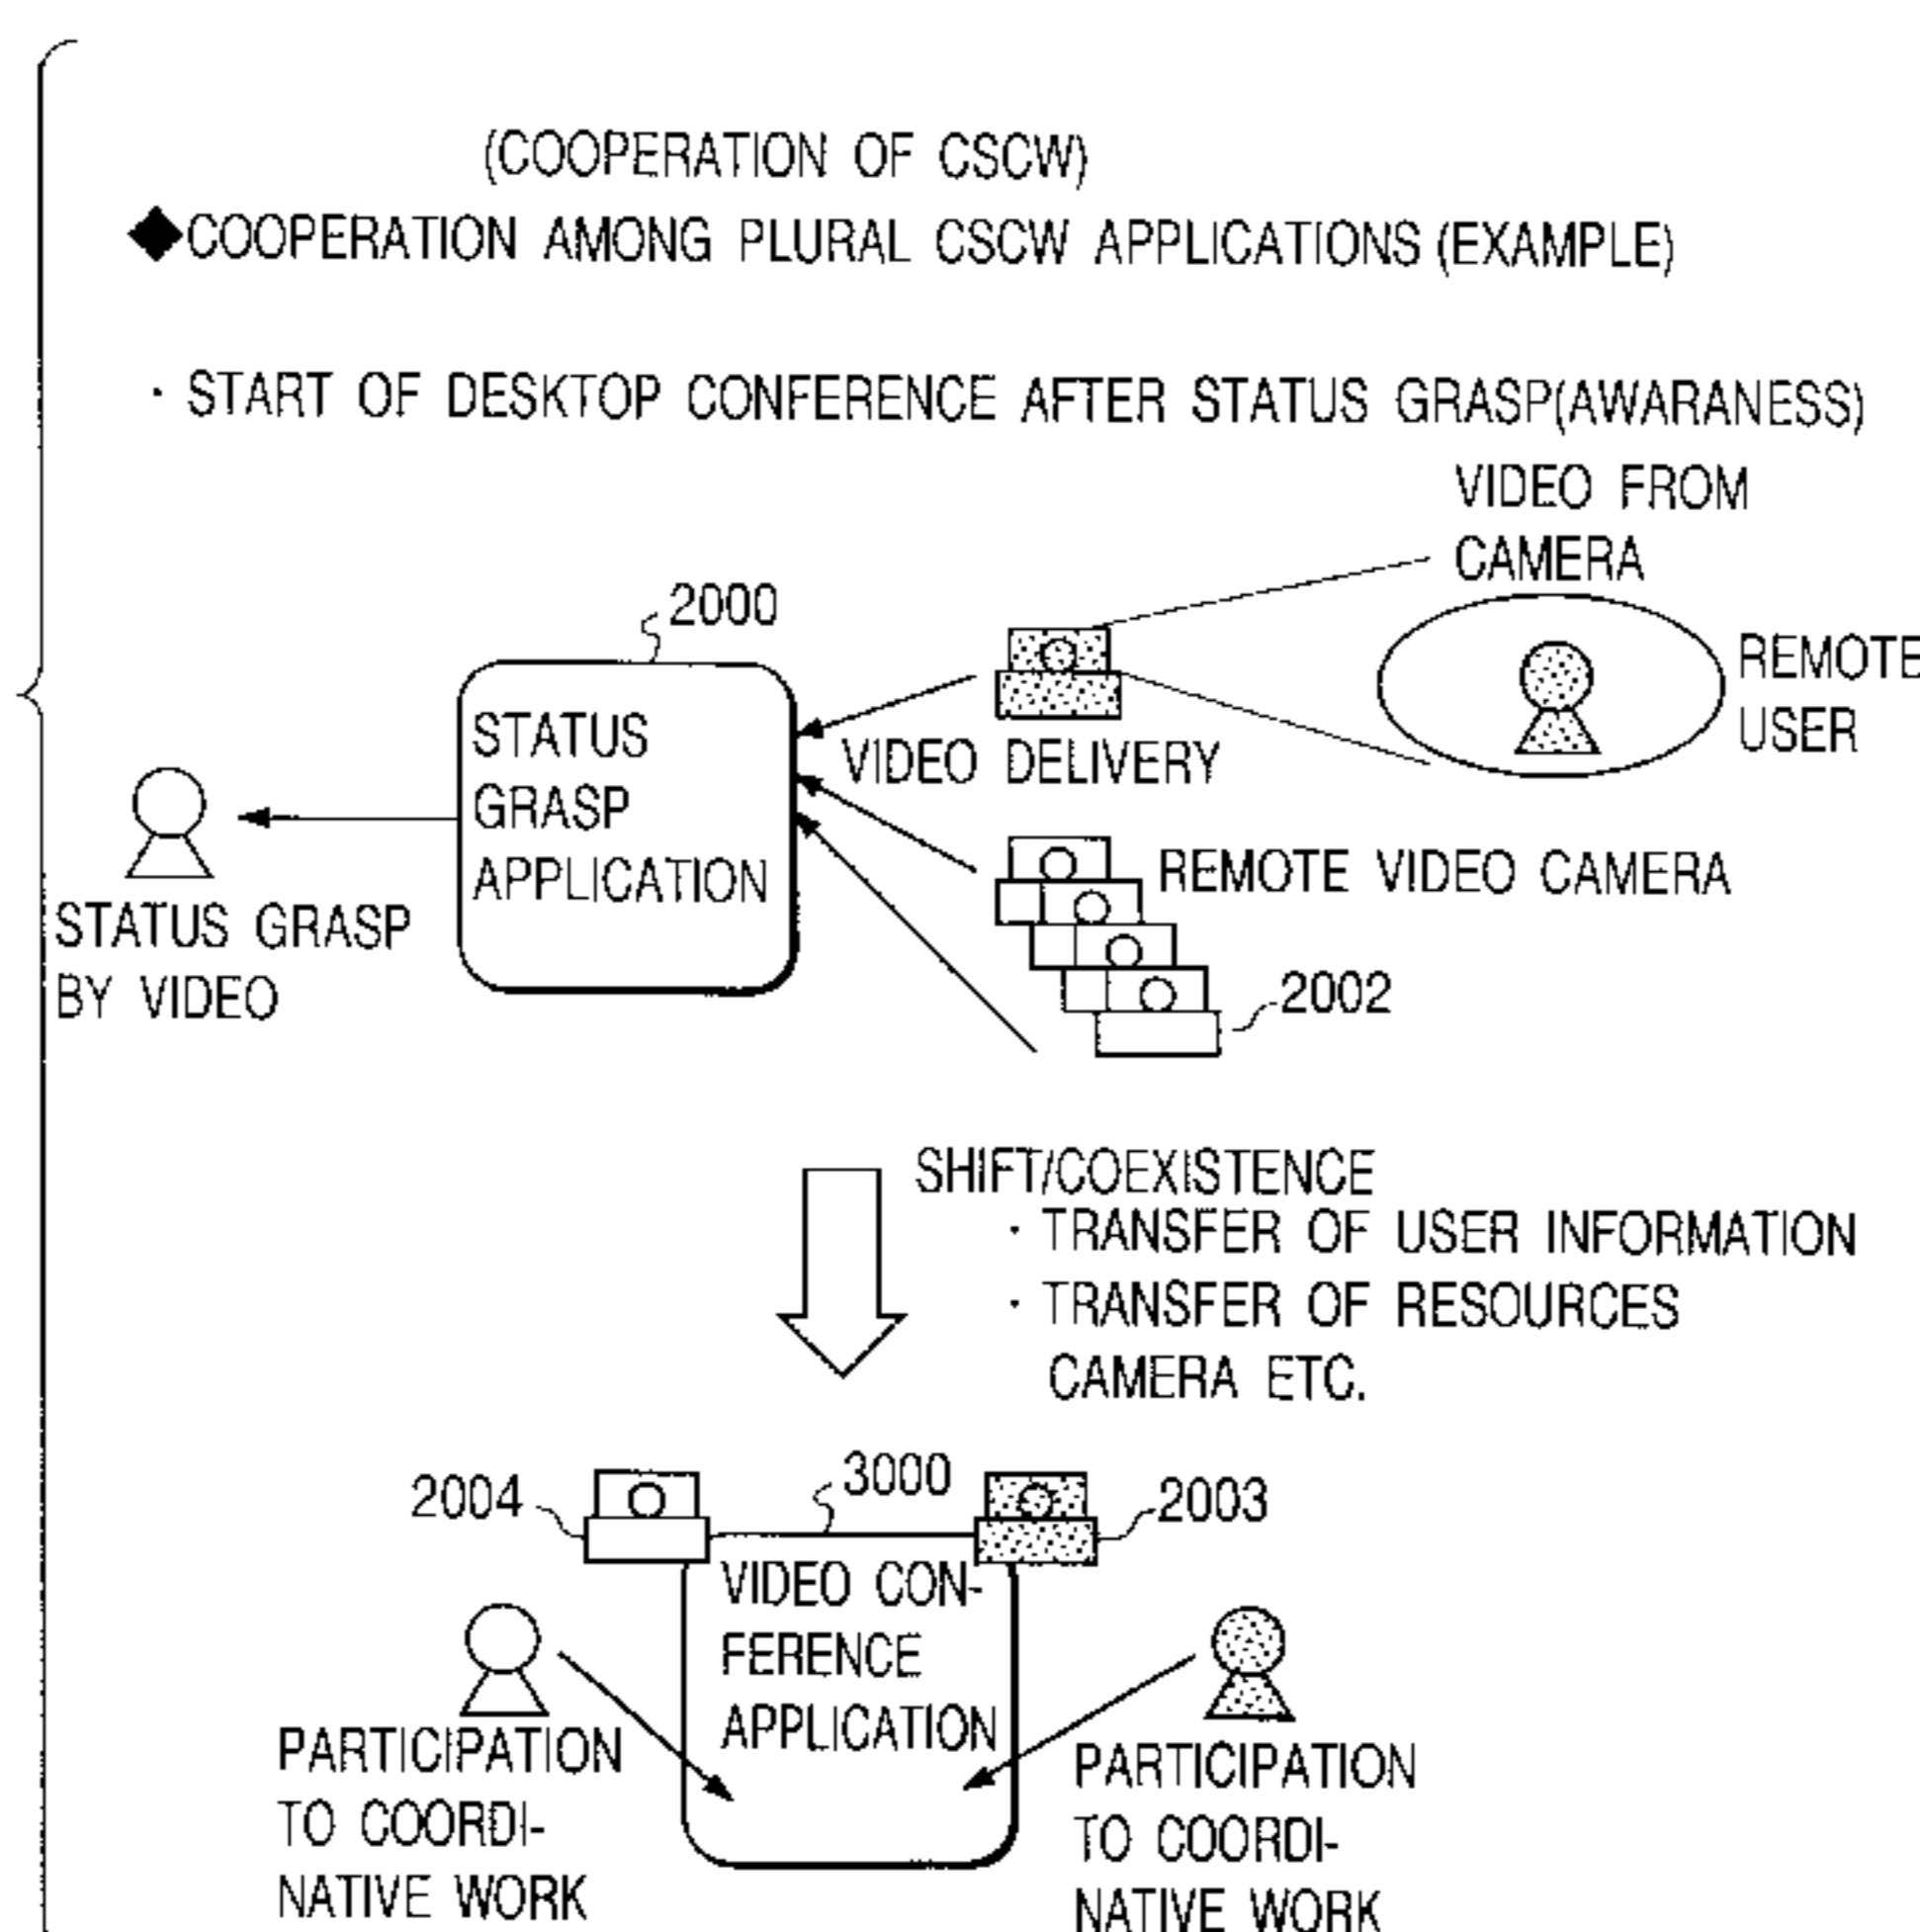 (COOPERATION OF CSCW)
◆COOPERATION AMONG PLURAL CSCW APPLICATIONS (EXAMPLE)
· START OF DESKTOP CONFERENCE AFTER STATUS GRASP(AWARANESS)
VIDEO FROM
CAMERA
2000
REMOTE
USER
STATUS
GRASP
APPLICATION
VIDEO DELIVERY
REMOTE VIDEO CAMERA
STATUS GRASP
BY VIDEO
2002
SHIFT/COEXISTENCE
· TRANSFER OF USER INFORMATION
· TRANSFER OF RESOURCES
CAMERA ETC.
2004
3000
2003
VIDEO CON-
FERENCE
APPLICATION
PARTICIPATION
TO COORDI-
NATIVE WORK
PARTICIPATION
TO COORDI-
NATIVE WORK